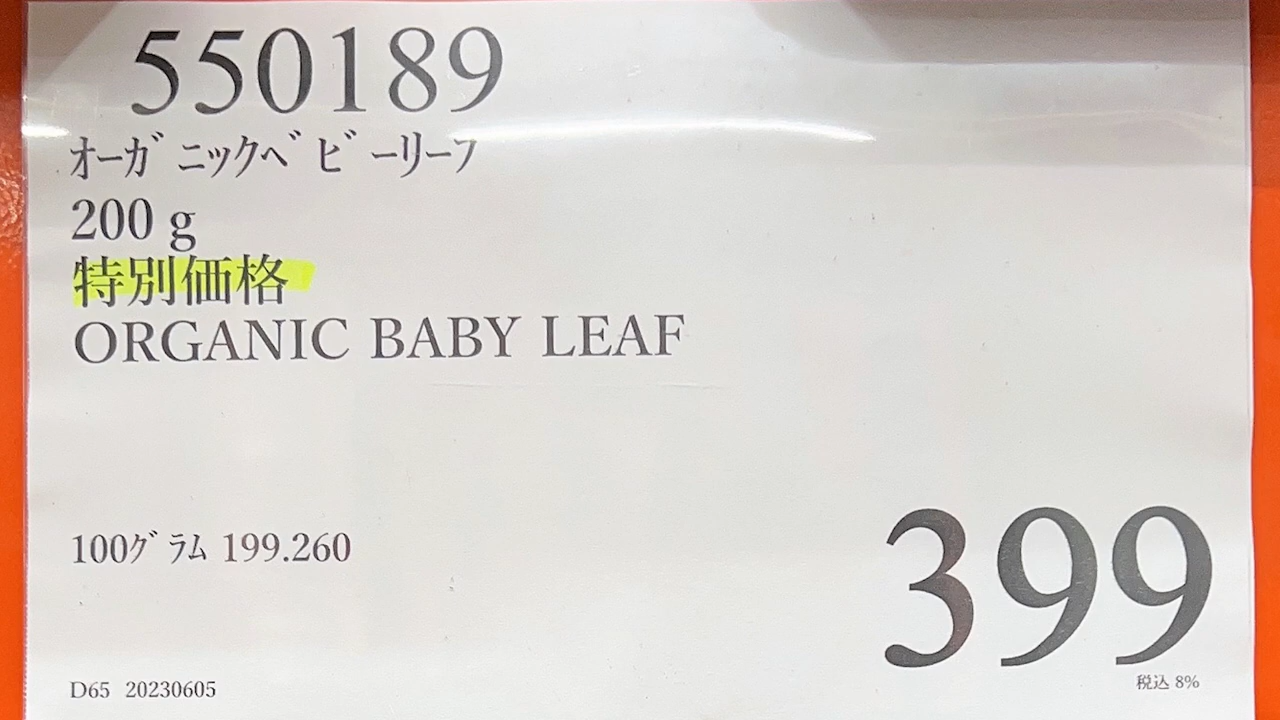 550189
オーガニックベビーリーフ
200 g
特別価格
ORGANIC BABY LEAF
100グラム 199.260
399
税込 8%
D65 20230605